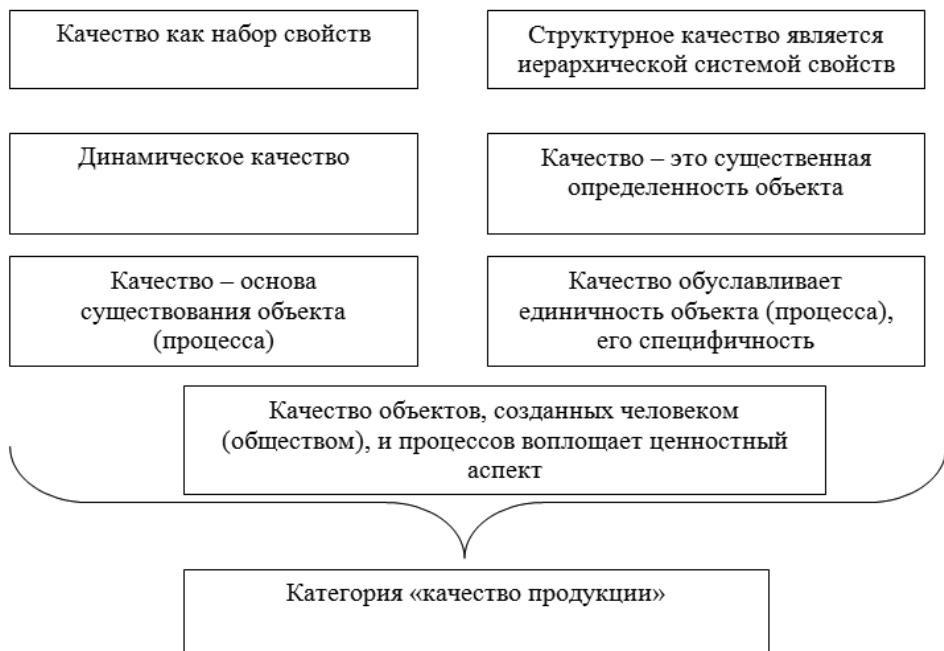 Качество как набор свойств
Структурное качество является
иерархической системой свойств
Динамическое качество
Качество – это существенная
определенность объекта
Качество – основа
существования объекта
(процесса)
Качество обуславливает
единичность объекта (процесса),
его специфичность
Качество объектов, созданных человеком
(обществом), и процессов воплощает ценностный
аспект
Категория «качество продукции»